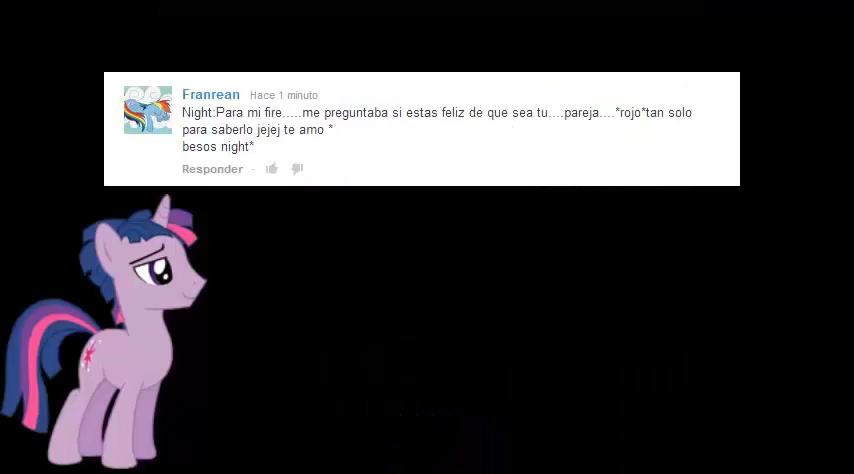 Franrean Hace 1 minuto
Night:Para mi fire.....me preguntaba si estas feliz de que sea tu....pareja....*rojo*tan solo
para saberlo jejej te amo *
besos night*
Responder ·